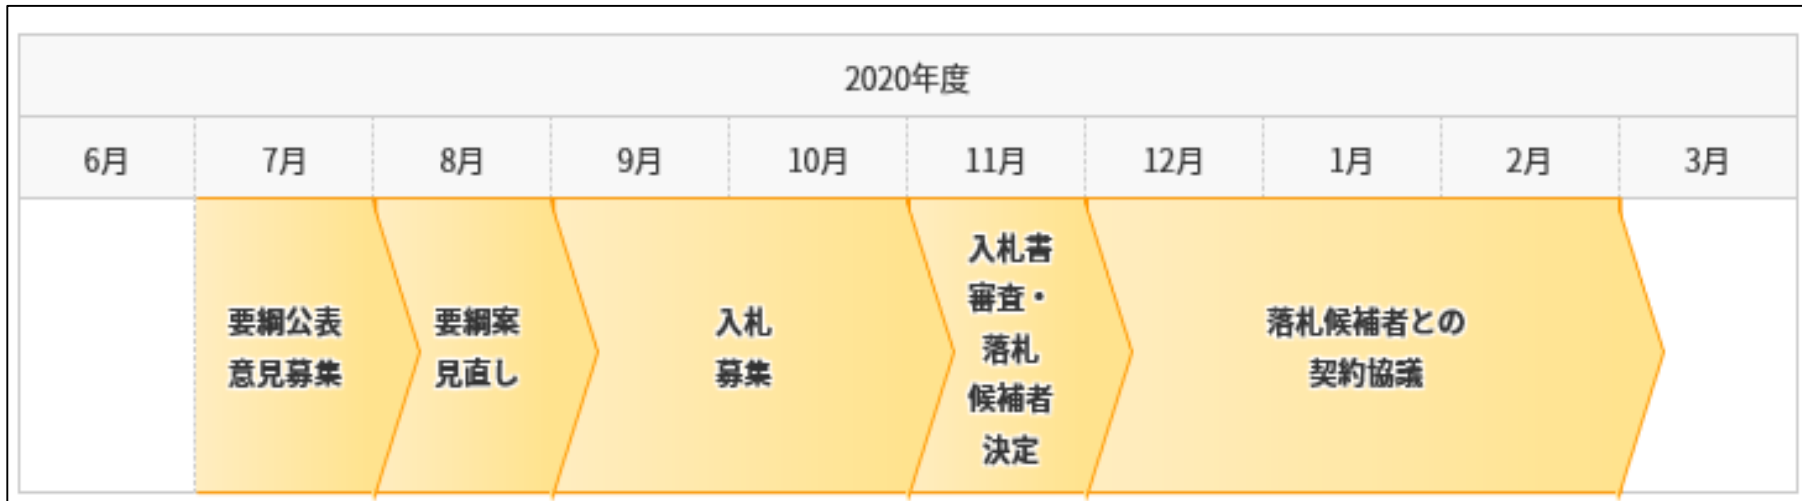 2020年度
6月
7月
8月
9月
10月
11月
12月
1月
2月
3月
要綱公表
意見募集
要綱案
見直し
入札
募集
入札書
審査・
落札
候補者
決定
落札候補者との
契約協議